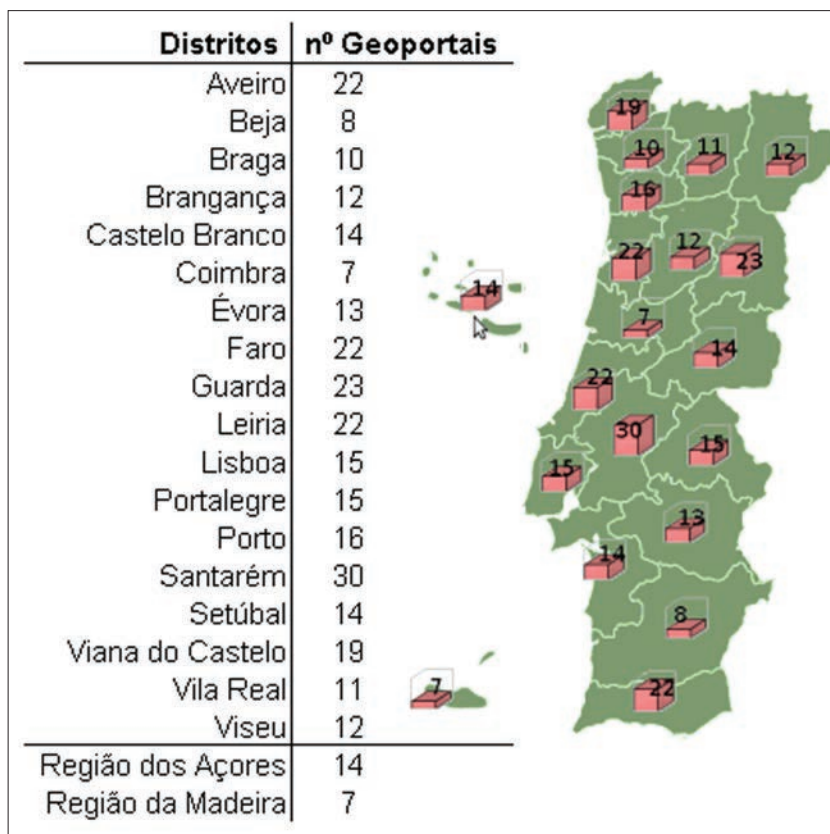 Distritos nº Geoportais
Aveiro 22
Beja 8
Braga 10
Brangança 12
Castelo Branco 14
Coimbra 7
Évora 13
Faro 22
Guarda 23
Leiria 22
Lisboa 15
Portalegre 15
Porto 16
Santarém 30
Setúbal 14
Viana do Castelo 19
Vila Real 11
Viseu 12
Região dos Açores 14
Região da Madeira 7
19
10
11
12
16
22
12
23
14
7
14
22
30
15
15
13
14
8
7
22